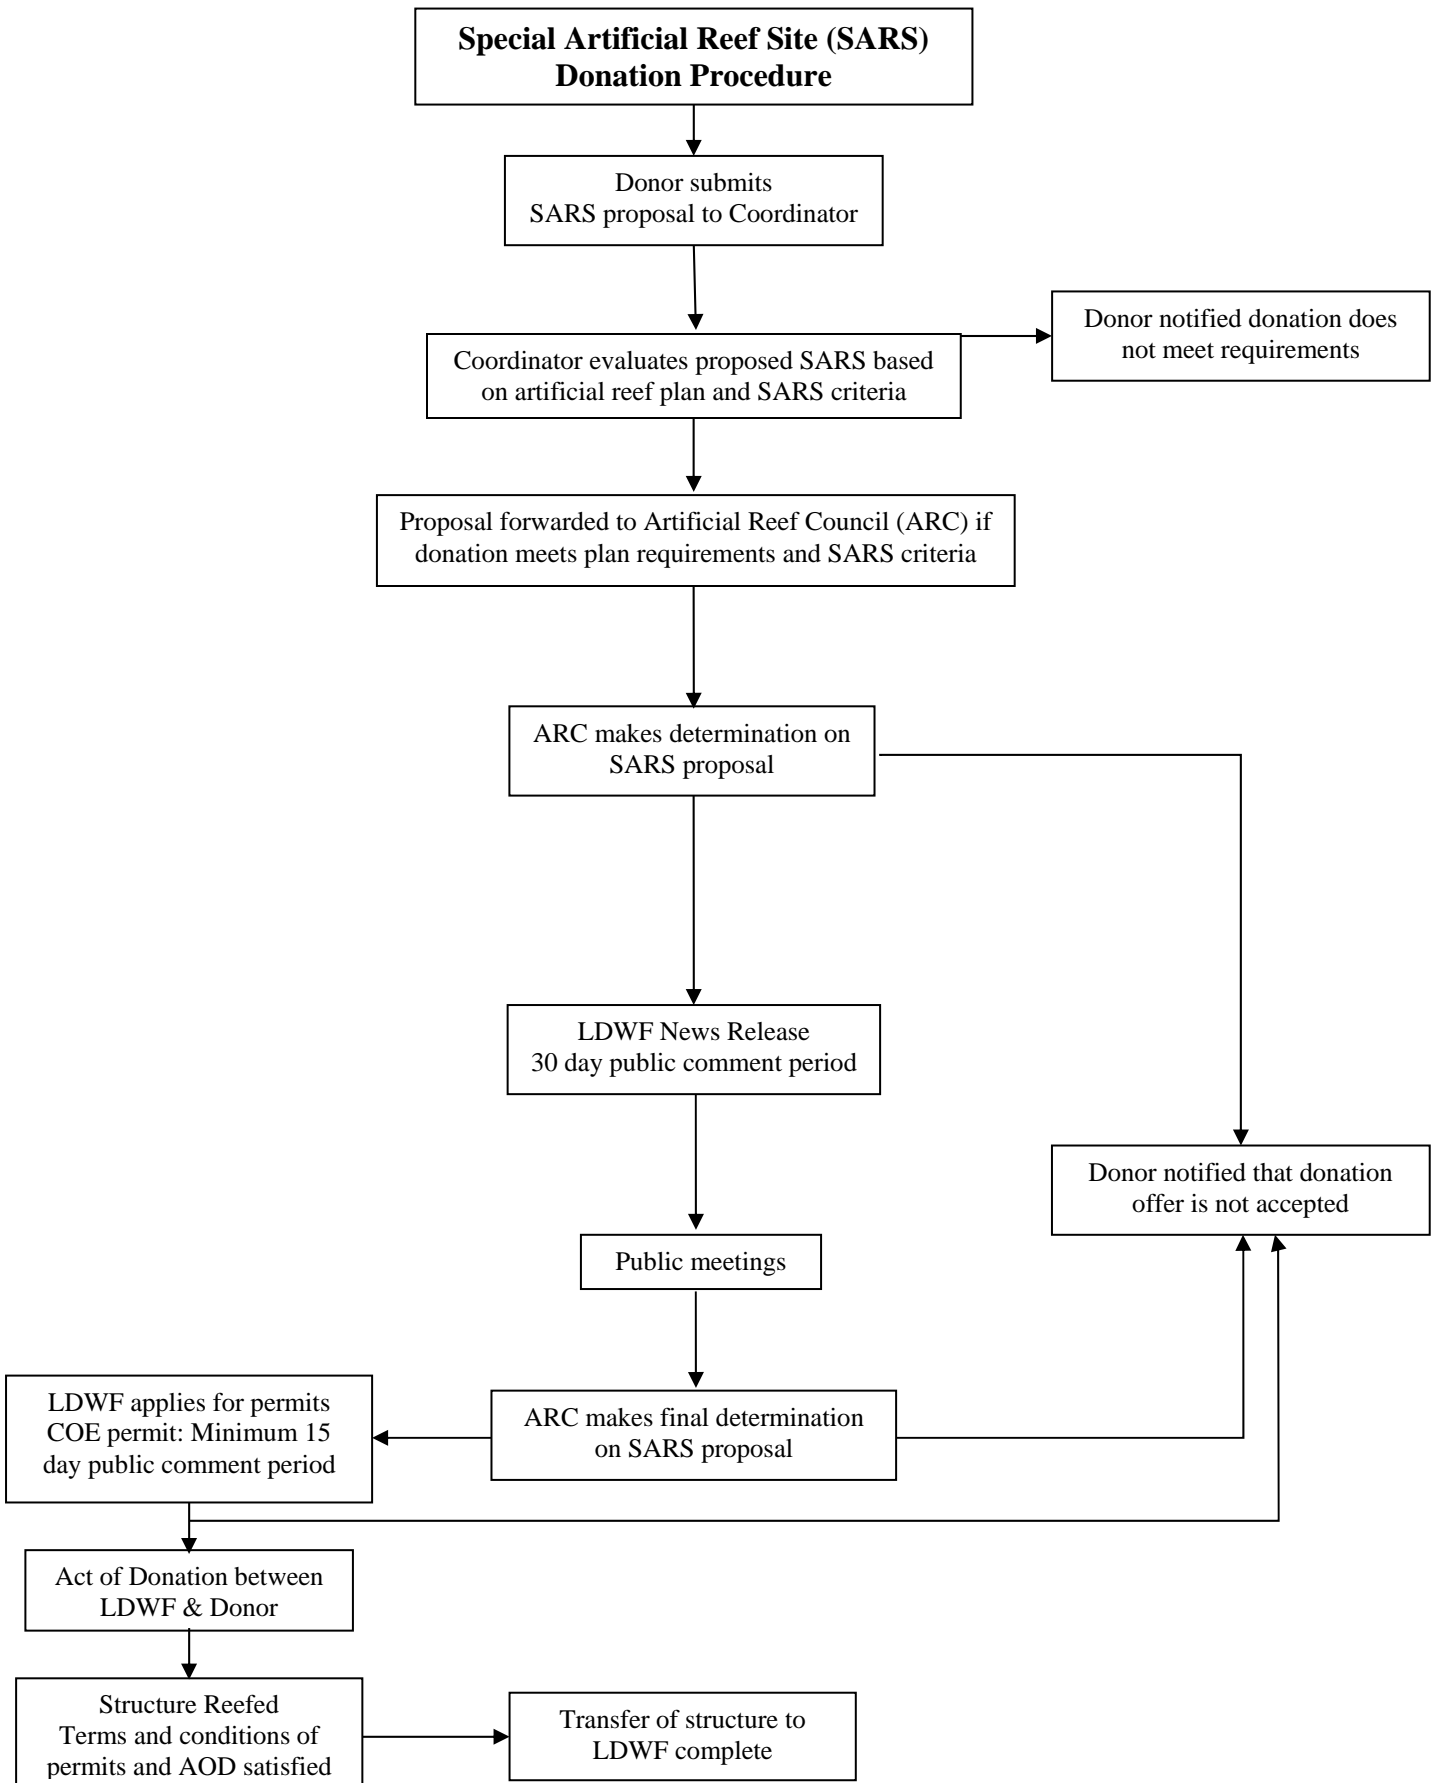 Special Artificial Reef Site (SARS)
Donation Procedure
Donor submits
SARS proposal to Coordinator
Donor notified donation does
not meet requirements
Coordinator evaluates proposed SARS based
on artificial reef plan and SARS criteria
Proposal forwarded to Artificial Reef Council (ARC) if
donation meets plan requirements and SARS criteria
ARC makes determination on
SARS proposal
LDWF News Release
30 day public comment period
Donor notified that donation
offer is not accepted
Public meetings
LDWF applies for permits
COE permit: Minimum 15
day public comment period
ARC makes final determination
on SARS proposal
Act of Donation between
LDWF & Donor
Structure Reefed
Terms and conditions of
permits and AOD satisfied
Transfer of structure to
LDWF complete